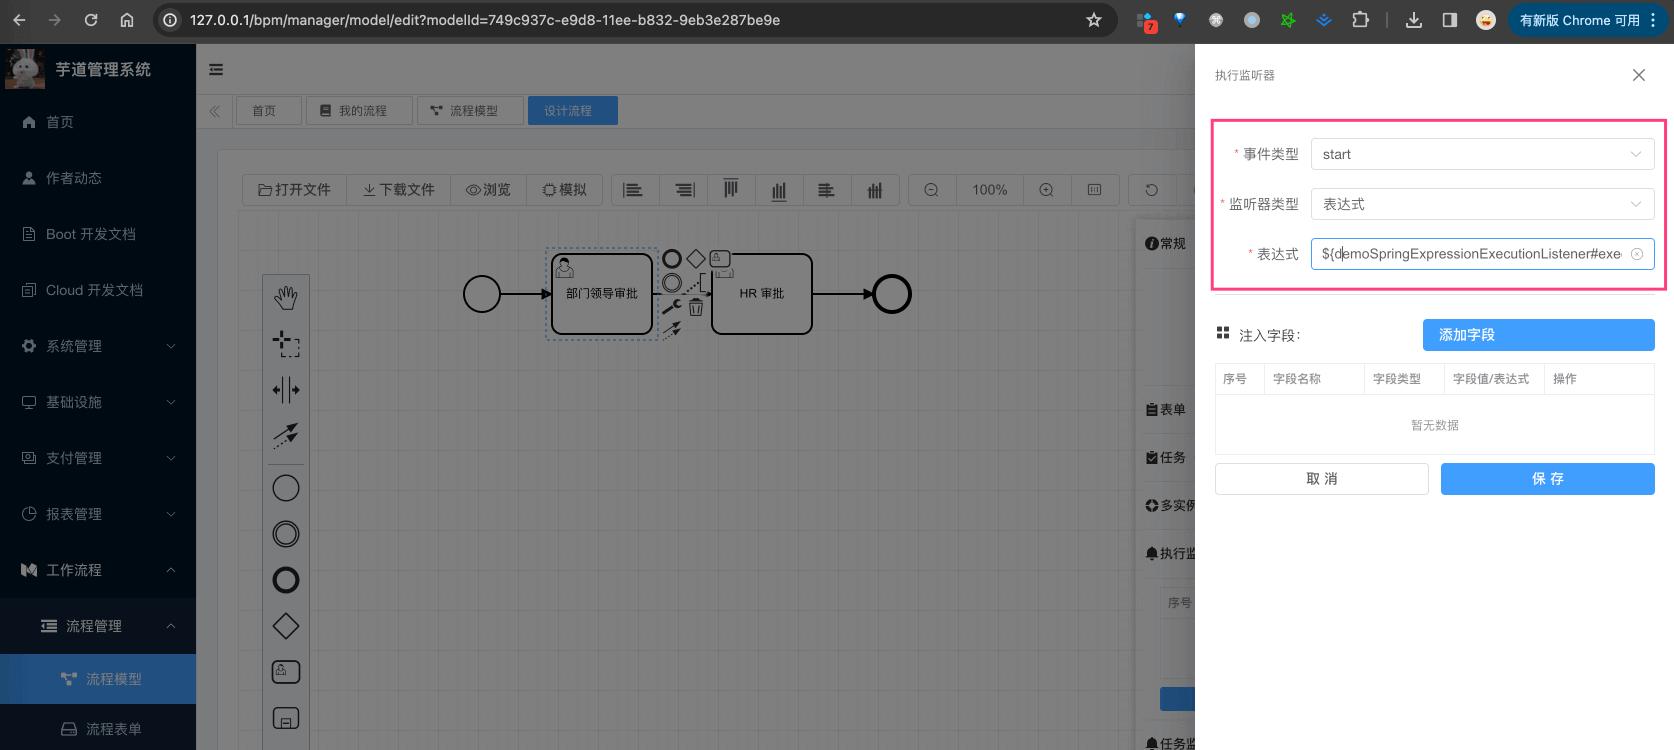 127.0.0.1/bpm/manager/model/edit?modelId=749c937c-e9d8-11ee-b832-9eb3e287be9e
7
有新版 Chrome 可用
芋道管理系统
首页
作者动态
Boot 开发文档
Cloud 开发文档
系统管理
基础设施
支付管理
报表管理
工作流程
流程管理
流程模型
流程表单
首页
我的流程
流程模型
设计流程
打开文件
下载文件
浏览
模拟
100%
部门领导审批
HR 审批
常规
表单
任务
多实例
执行监
序号
任务监
执行监听器
* 事件类型
start
* 监听器类型
表达式
* 表达式
${demoSpringExpressionExecutionListener#exe
注入字段：
添加字段
序号 字段名称 字段类型 字段值/表达式 操作
暂无数据
取 消
保 存